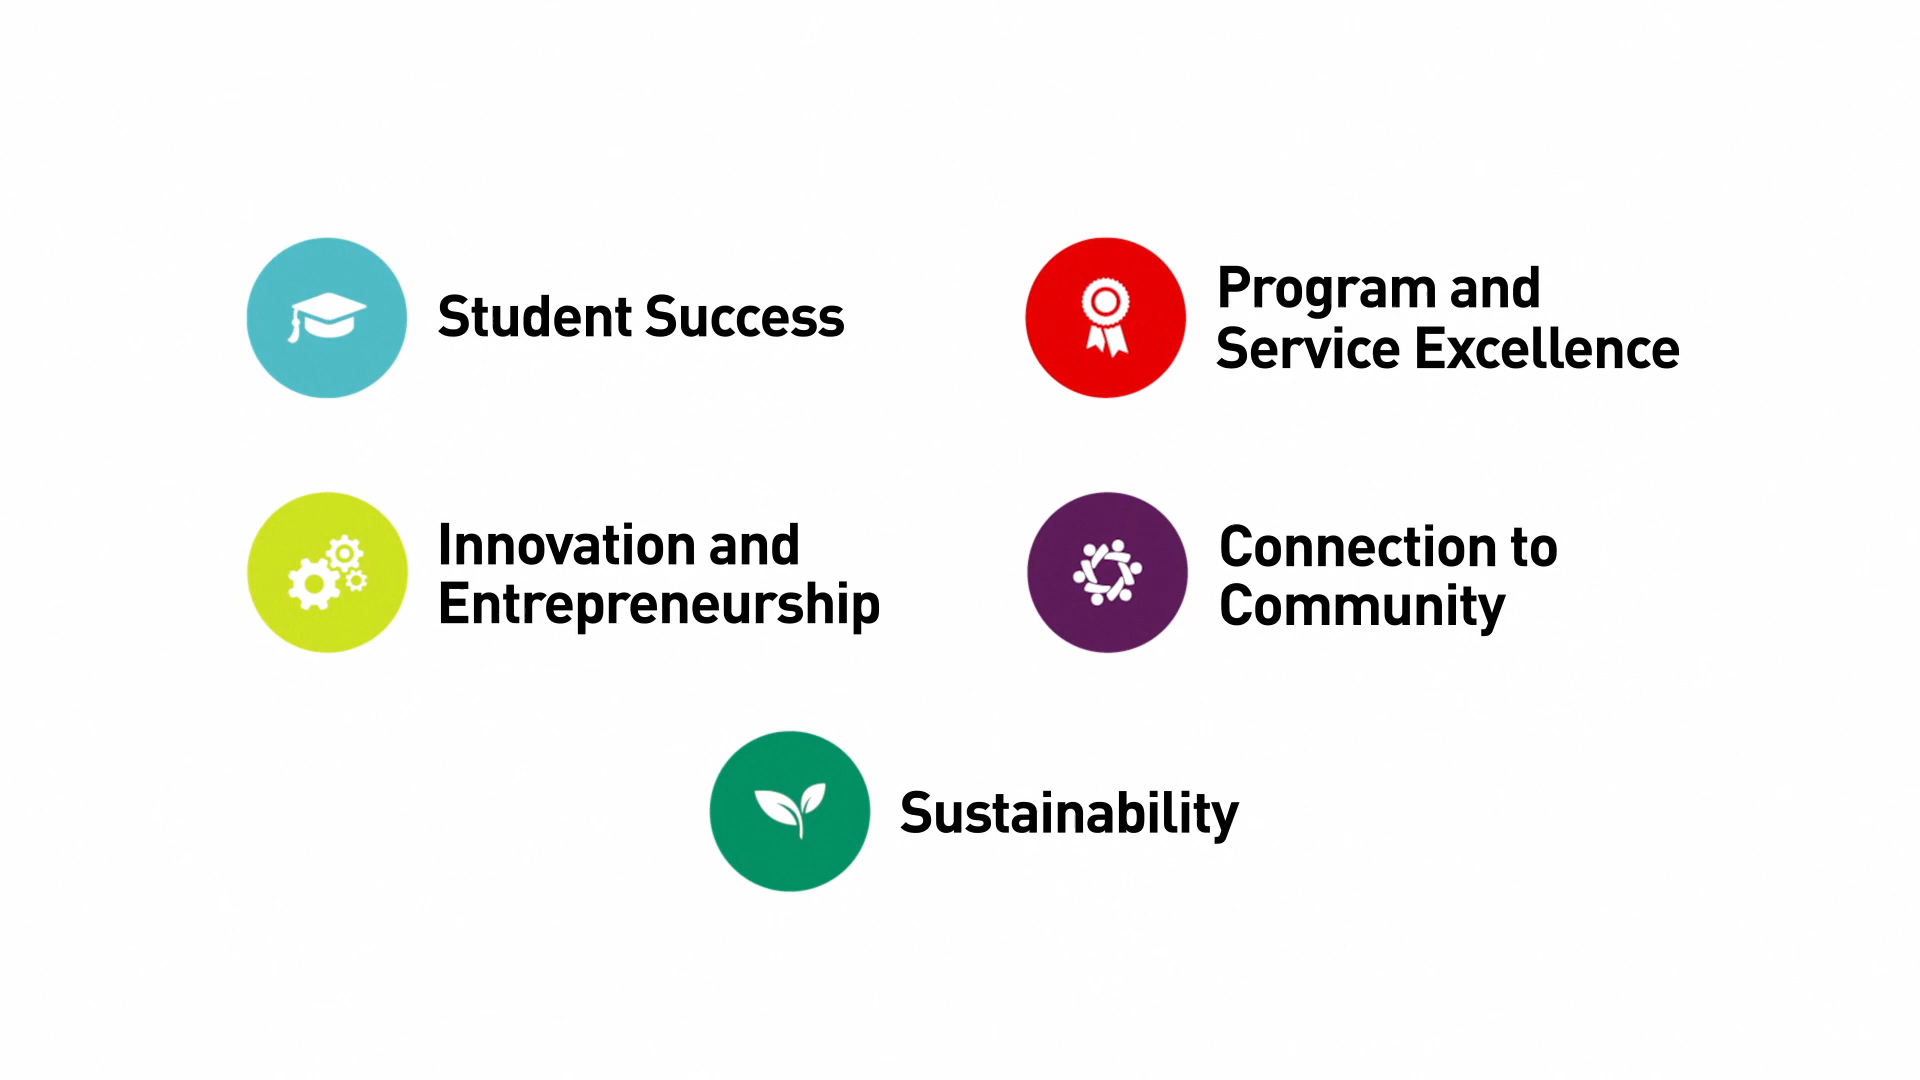 Student Success
Program and
Service Excellence
Innovation and
Entrepreneurship
Connection to
Community
Sustainability